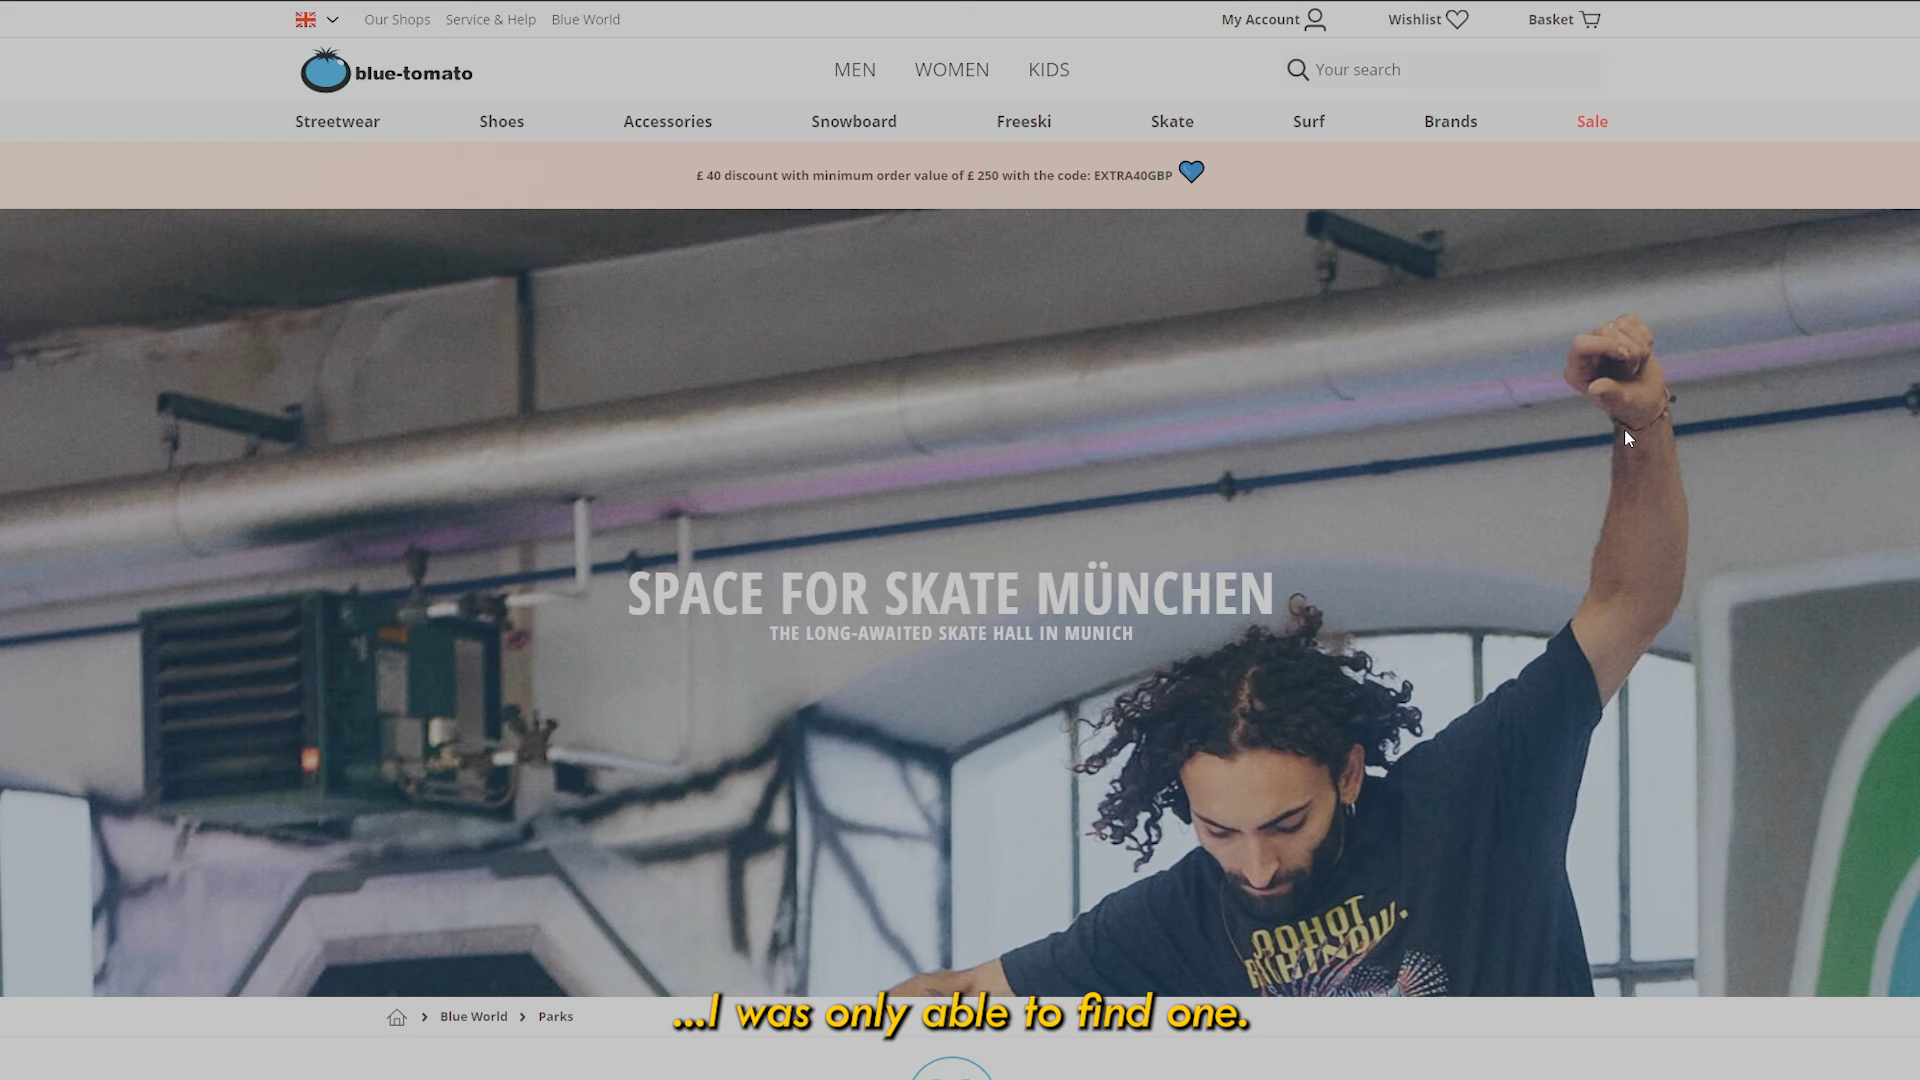 Our Shops Service & Help Blue World My Account Wishlist Basket
blue-tomato MEN WOMEN KIDS Your search
Streetwear Shoes Accessories Snowboard Freeski Skate Surf Brands Sale
£ 40 discount with minimum order value of £ 250 with the code: EXTRA40GBP
SPACE FOR SKATE MÜNCHEN
THE LONG-AWAITED SKATE HALL IN MUNICH
Blue World Parks
...I was only able to find one.